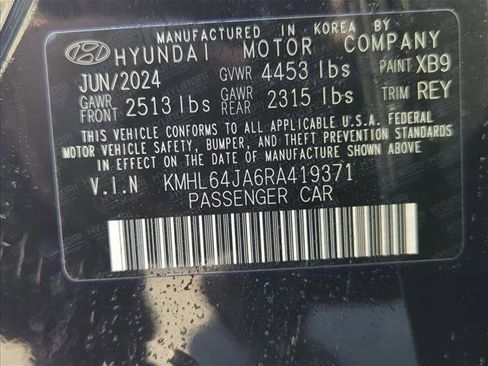 MANUFACTURED IN KOREA BY
HYUNDAI MOTOR COMPANY
JUN/2024 GVWR 4453 lbs PAINT XB9
GAWR FRONT 2513 lbs GAWR REAR 2315 lbs TRIM REY
THIS VEHICLE CONFORMS TO ALL APPLICABLE U.S.A. FEDERAL
MOTOR VEHICLE SAFETY, BUMPER, AND THEFT PREVENTION STANDARDS
IN EFFECT ON THE DATE OF MANUFACTURE SHOWN ABOVE.
V.I.N KMHL64JA6RA419371
PASSENGER CAR